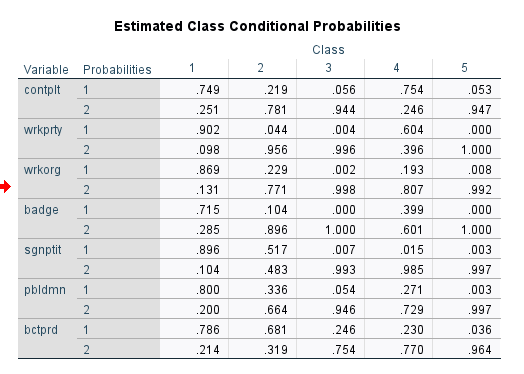 Estimated Class Conditional Probabilities
Class
Variable Probabilities 1 2 3 4 5
contplt 1 .749 .219 .056 .754 .053
2 .251 .781 .944 .246 .947
wrkprty 1 .902 .044 .004 .604 .000
2 .098 .956 .996 .396 1.000
wrkorg 1 .869 .229 .002 .193 .008
2 .131 .771 .998 .807 .992
badge 1 .715 .104 .000 .399 .000
2 .285 .896 1.000 .601 1.000
sgnptit 1 .896 .517 .007 .015 .003
2 .104 .483 .993 .985 .997
pbldmn 1 .800 .336 .054 .271 .003
2 .200 .664 .946 .729 .997
bctprd 1 .786 .681 .246 .230 .036
2 .214 .319 .754 .770 .964